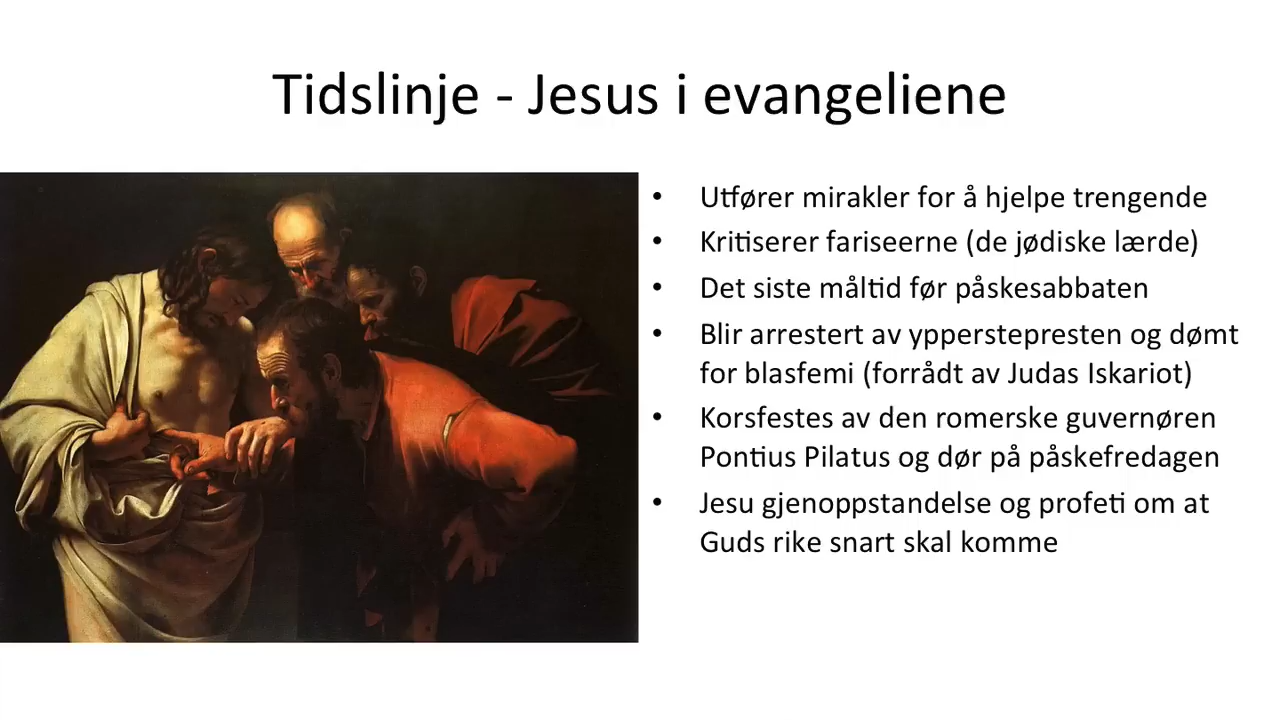 Tidslinje - Jesus i evangeliene
• Utfører mirakler for å hjelpe trengende
• Kritiserer fariseerne (de jødiske lærde)
• Det siste måltid før påskesabbaten
• Blir arrestert av yppersteprestен og dømt
for blasfemi (forrådt av Judas Iskariot)
• Korsfestes av den romerske guvernøren
Pontius Pilatus og dør på påskefredagen
• Jesu gjenoppstandelse og profeti om at
Guds rike snart skal komme